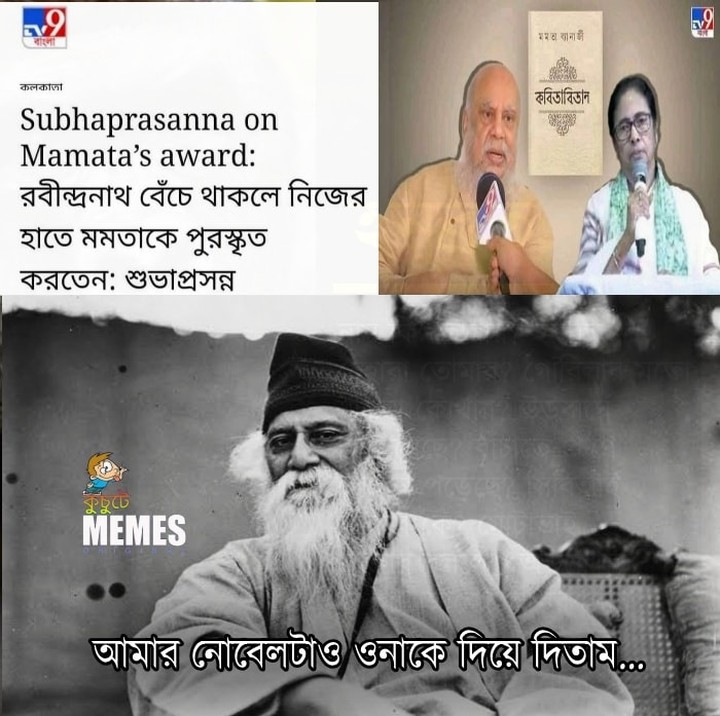 TV9
বাংলা
কলকাতা
Subhaprasanna on
Mamata's award:
রবীন্দ্রনাথ বেঁচে থাকলে নিজের
হাতে মমতাকে পুরস্কৃত
করতেন: শুভাপ্রসন্ন
মমতা ব্যানার্জী
কবিতাবিতান
TV9
বাংলা
কুচুটে
MEMES
আমার নোবেলটাও ওনাকে দিয়ে দিতাম...